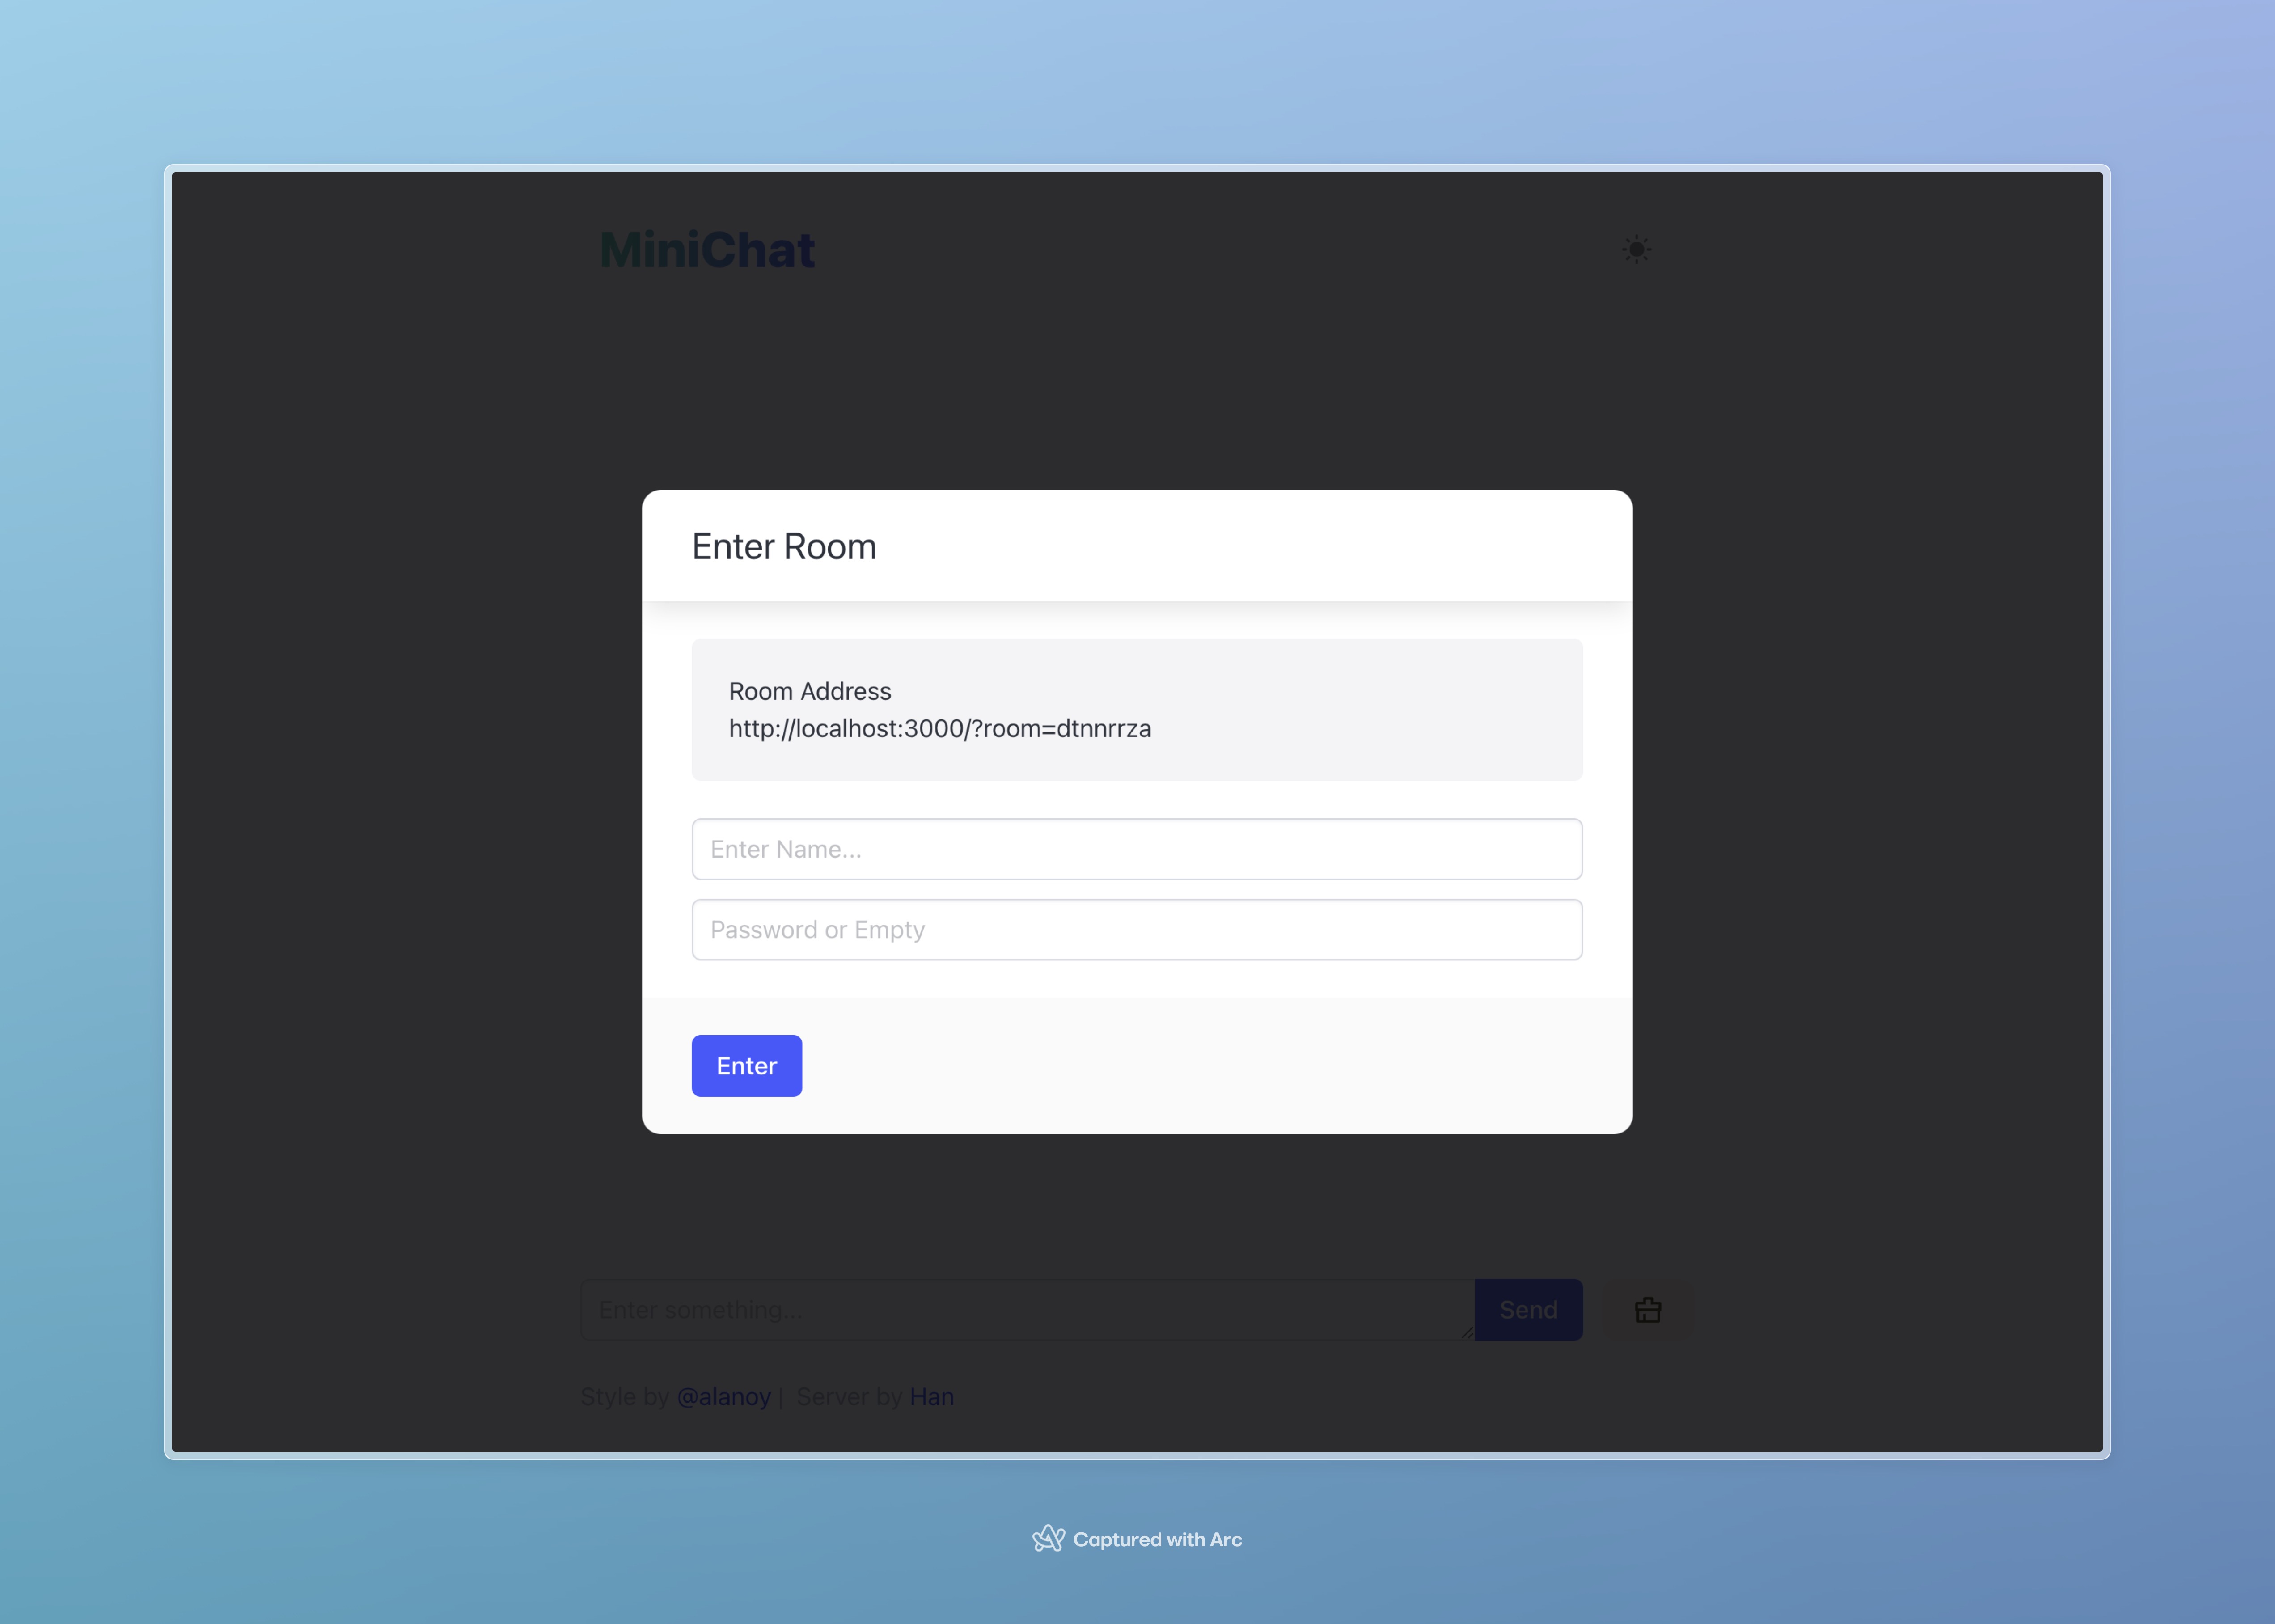 MiniChat
Enter Room
Room Address
http://localhost:3000/?room=dtnnrrza
Enter Name...
Password or Empty
Enter
Enter something...
Send
Style by @alanoy | Server by Han
Captured with Arc